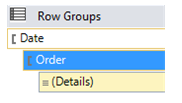 Row Groups
[ Date
[ Order
≡ (Details)